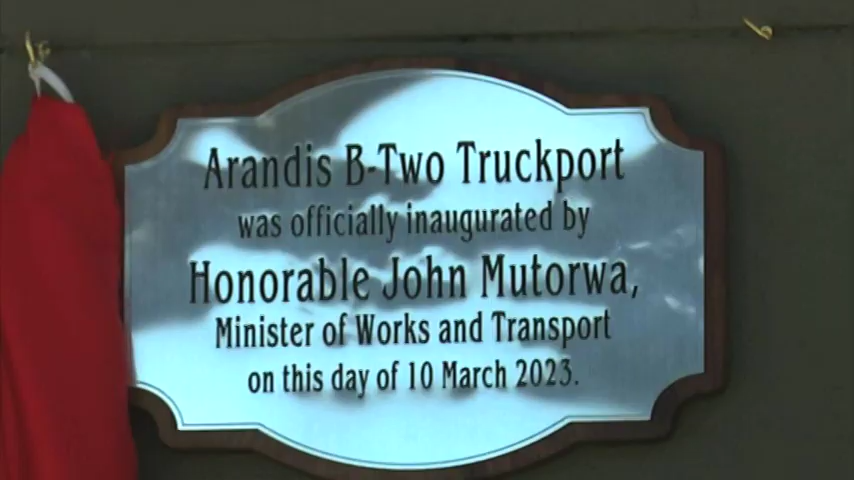 Arandis B-Two Truckport
was officially inaugurated by
Honorable John Mutorwa,
Minister of Works and Transport
on this day of 10 March 2023.